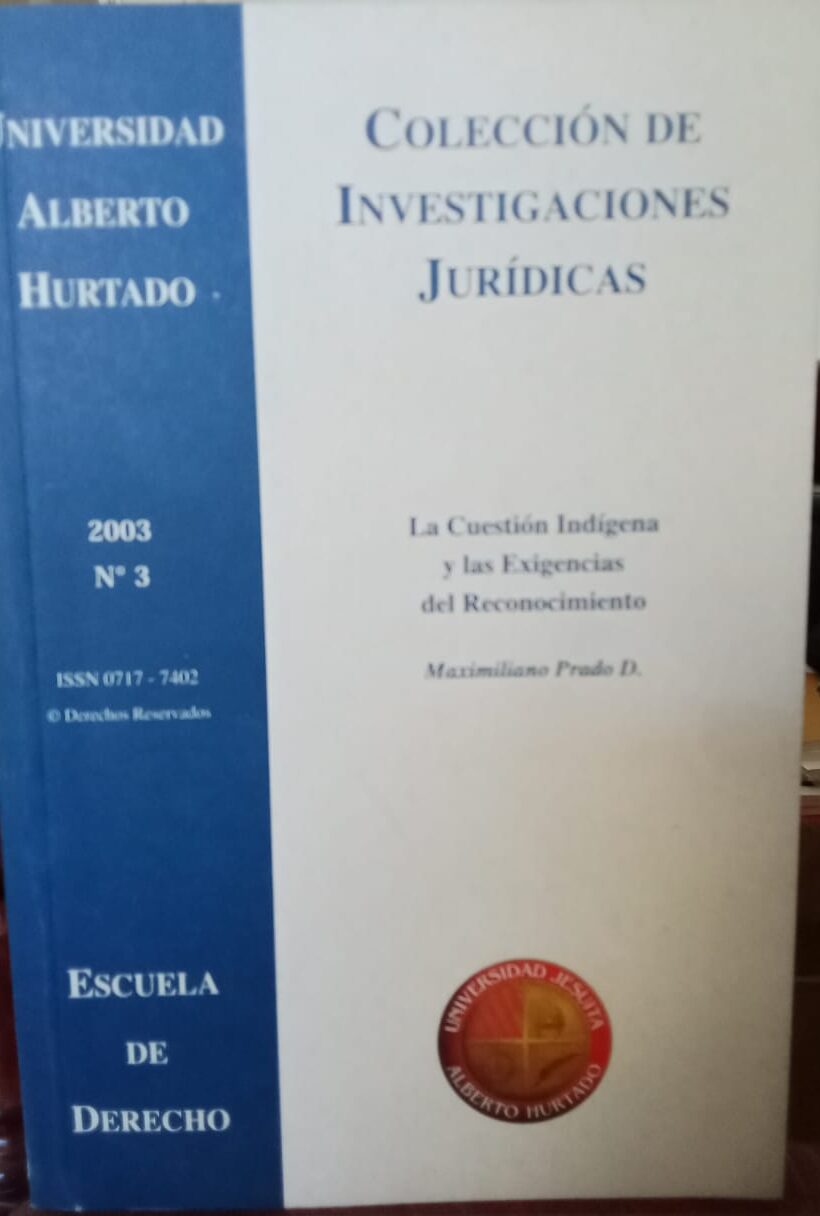 UNIVERSIDAD
ALBERTO
HURTADO
2003
N° 3
ISSN 0717 - 7402
© Derechos Reservados
ESCUELA
DE
DERECHO
COLECCIÓN DE
INVESTIGACIONES
JURÍDICAS
La Cuestión Indígena
y las Exigencias
del Reconocimiento
Maximiliano Prado D.
UNIVERSIDAD JESUITA
ALBERTO HURTADO